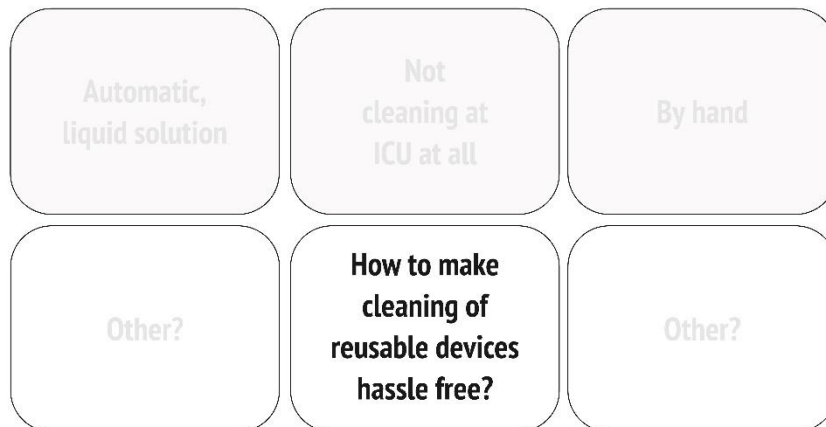 Automatic,
liquid solution
Not
cleaning at
ICU at all
By hand
Other?
How to make
cleaning of
reusable devices
hassle free?
Other?